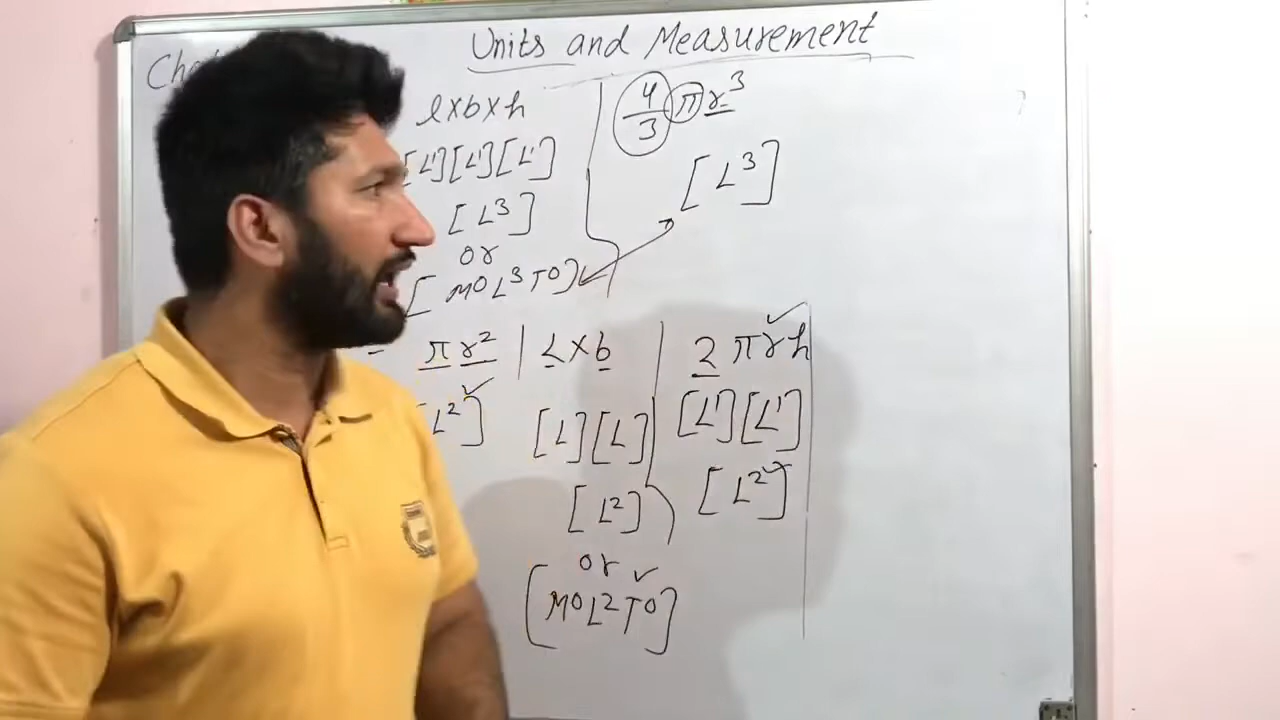 Units and Measurement
l×b×h
[L¹][L¹][L¹]
[L³]
or
[M⁰L³T⁰]
4/3 πr³
[L³]
πr²
[L²]
L×b
[L][L]
[L²]
or
[M⁰L²T⁰]
2πrh
[L¹][L¹]
[L²]